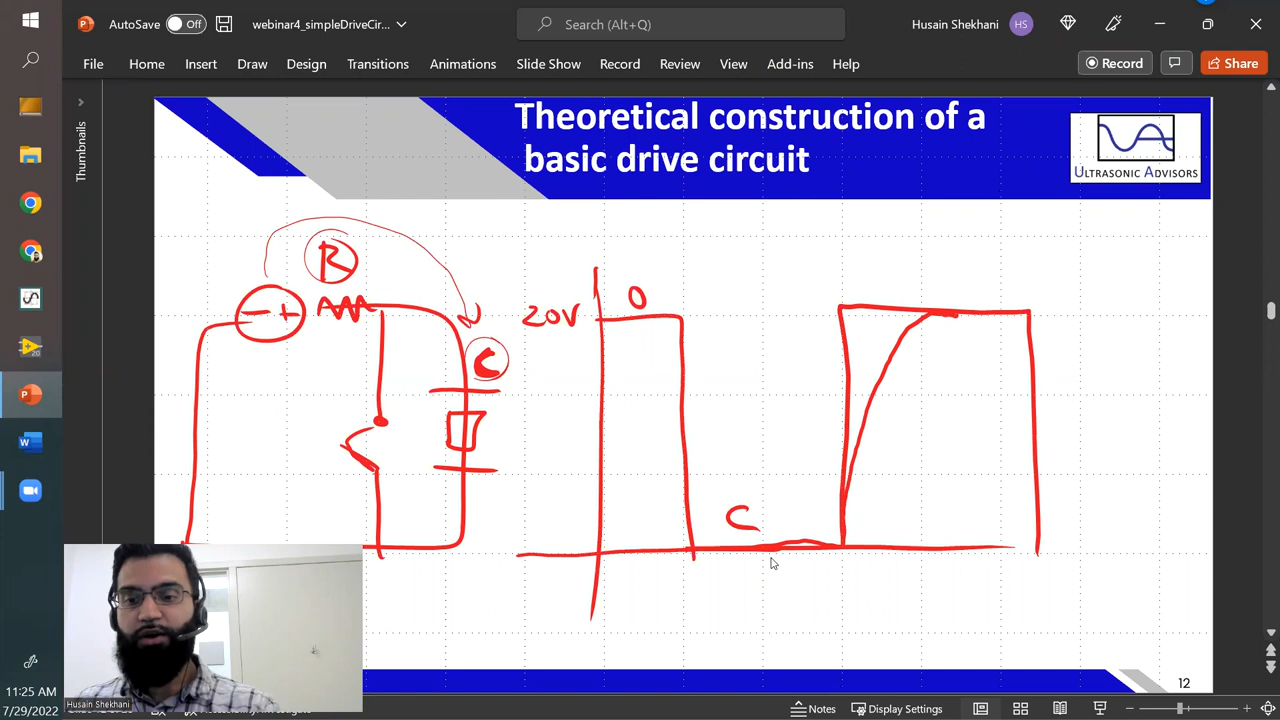 AutoSave
Off
webinar4_simpleDriveCir...
Search (Alt+Q)
Husain Shekhani
HS
File
Home
Insert
Draw
Design
Transitions
Animations
Slide Show
Record
Review
View
Add-ins
Help
Record
Share
Thumbnails
Theoretical construction of a
basic drive circuit
ULTRASONIC ADVISORS
R
- +
C
20V
O
C
12
11:25 AM
7/29/2022
Husain Shekhani
Notes
Display Settings